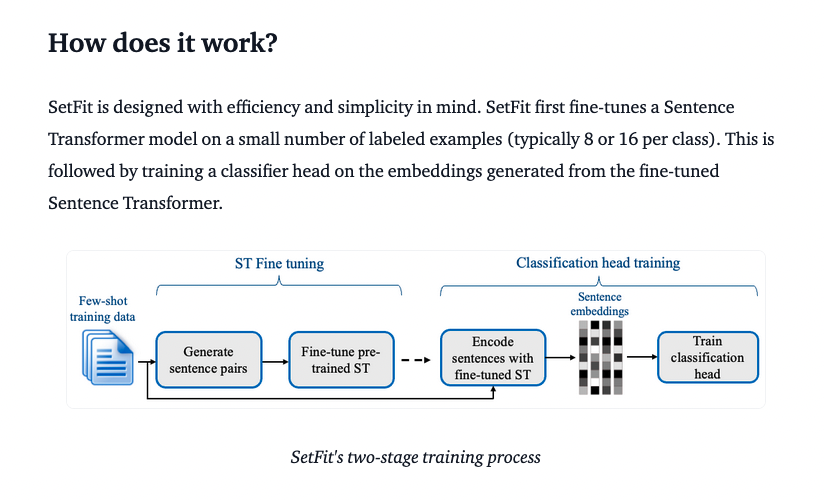 How does it work?
SetFit is designed with efficiency and simplicity in mind. SetFit first fine-tunes a Sentence
Transformer model on a small number of labeled examples (typically 8 or 16 per class). This is
followed by training a classifier head on the embeddings generated from the fine-tuned
Sentence Transformer.
ST Fine tuning
Classification head training
Few-shot
training data
Generate
sentence pairs
Fine-tune pre-
trained ST
Encode
sentences with
fine-tuned ST
Sentence
embeddings
Train
classification
head
SetFit's two-stage training process